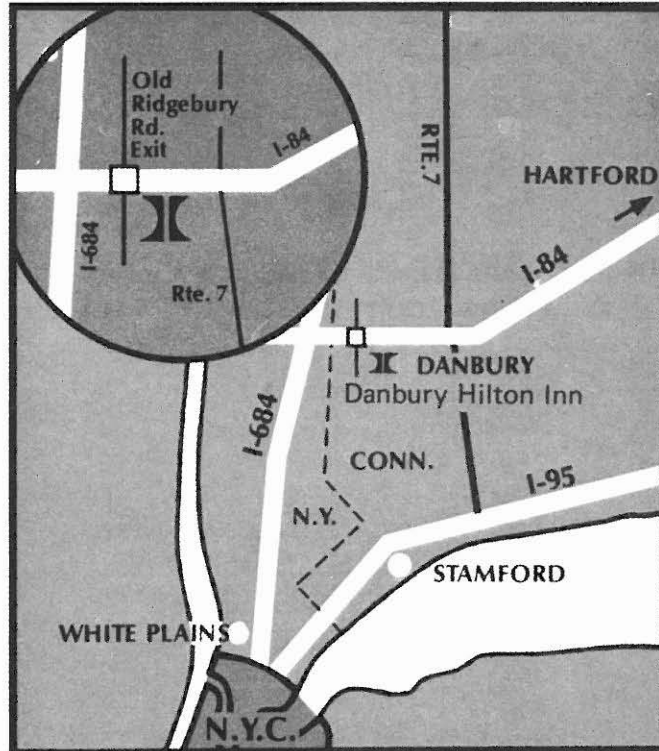 Old
Ridgebury
Rd.
Exit
I-84
I-684
Rte. 7
RTE.7
HARTFORD
I-84
DANBURY
Danbury Hilton Inn
I-684
CONN.
I-95
N.Y.
STAMFORD
WHITE PLAINS
N.Y.C.